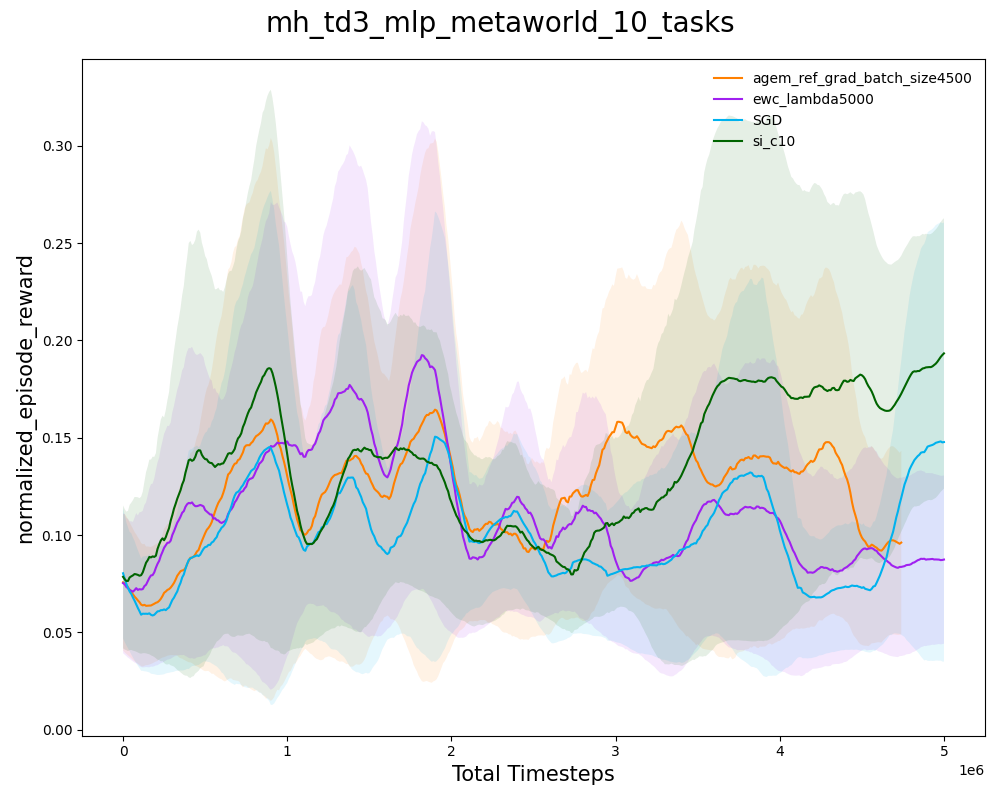 mh_td3_mlp_metaworld_10_tasks
agem_ref_grad_batch_size4500
ewc_lambda5000
SGD
si_c10
normalized_episode_reward
0.30
0.25
0.20
0.15
0.10
0.05
0.00
0 1 2 3 4 5
1e6
Total Timesteps